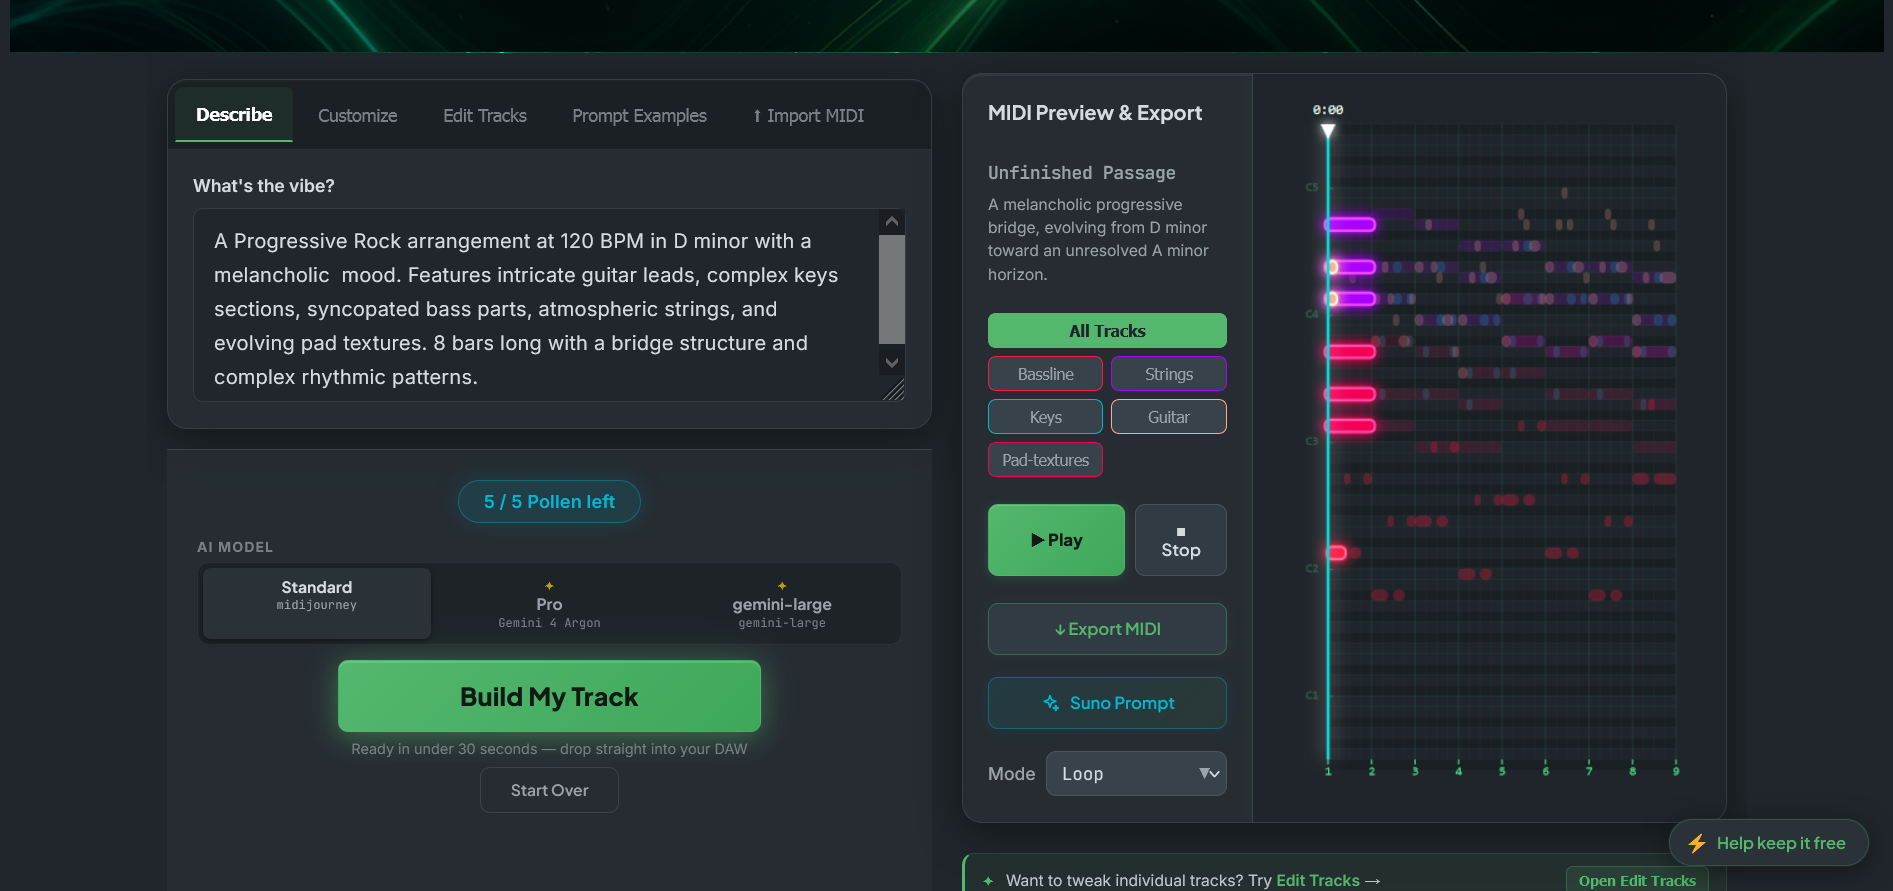 Describe
Customize
Edit Tracks
Prompt Examples
↑ Import MIDI
What's the vibe?
A Progressive Rock arrangement at 120 BPM in D minor with a
melancholic  mood. Features intricate guitar leads, complex keys
sections, syncopated bass parts, atmospheric strings, and
evolving pad textures. 8 bars long with a bridge structure and
complex rhythmic patterns.
5 / 5 Pollen left
AI MODEL
Standard
midijourney
✦
Pro
Gemini 4 Argon
✦
gemini-large
gemini-large
Build My Track
Ready in under 30 seconds — drop straight into your DAW
Start Over
MIDI Preview & Export
Unfinished Passage
A melancholic progressive
bridge, evolving from D minor
toward an unresolved A minor
horizon.
All Tracks
Bassline
Strings
Keys
Guitar
Pad-textures
▶ Play
■
Stop
↓ Export MIDI
Suno Prompt
Mode
Loop
0:00
C5
C4
C3
C2
C1
1 2 3 4 5 6 7 8 9
⚡ Help keep it free
✦ Want to tweak individual tracks? Try Edit Tracks →
Open Edit Tracks